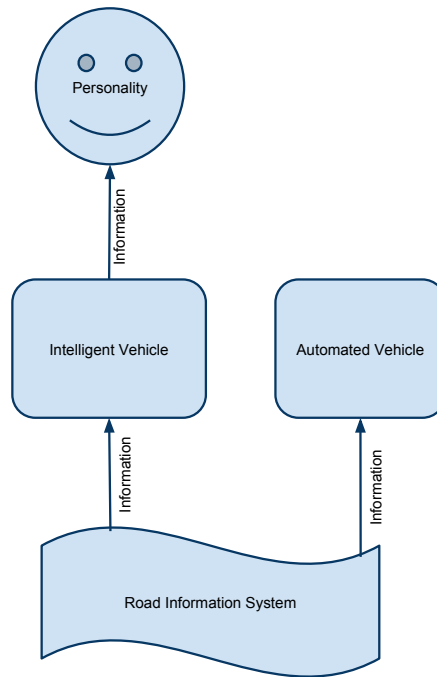 Personality
Information
Intelligent Vehicle
Automated Vehicle
Information
Information
Road Information System